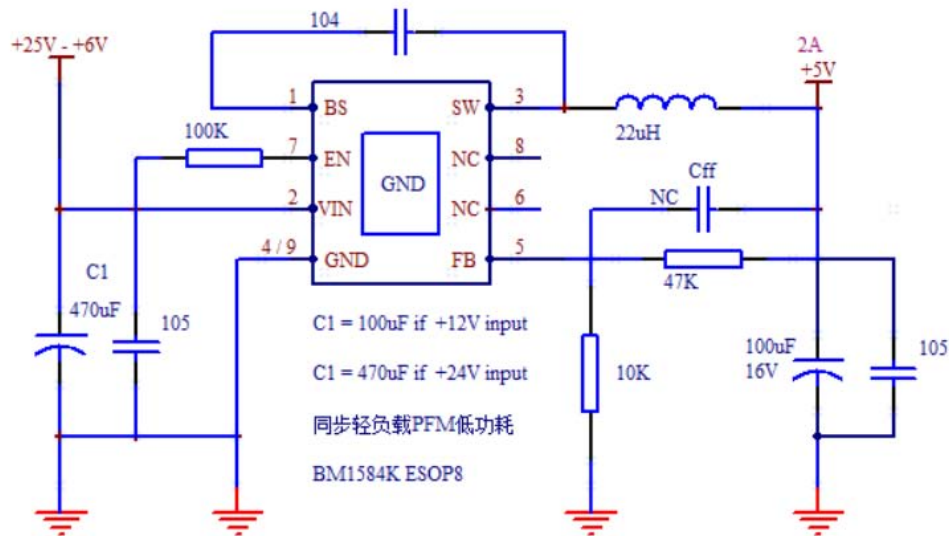 104
+25V - +6V
2A
+5V
1
BS
SW
3
22uH
100K
7
EN
NC
8
Cff
GND
NC
2
VIN
NC
6
4 / 9
GND
FB
5
47K
C1
470uF
105
C1 = 100uF if +12V input
100uF
16V
105
C1 = 470uF if +24V input
10K
同步轻负载PFM低功耗
BM1584K ESOP8